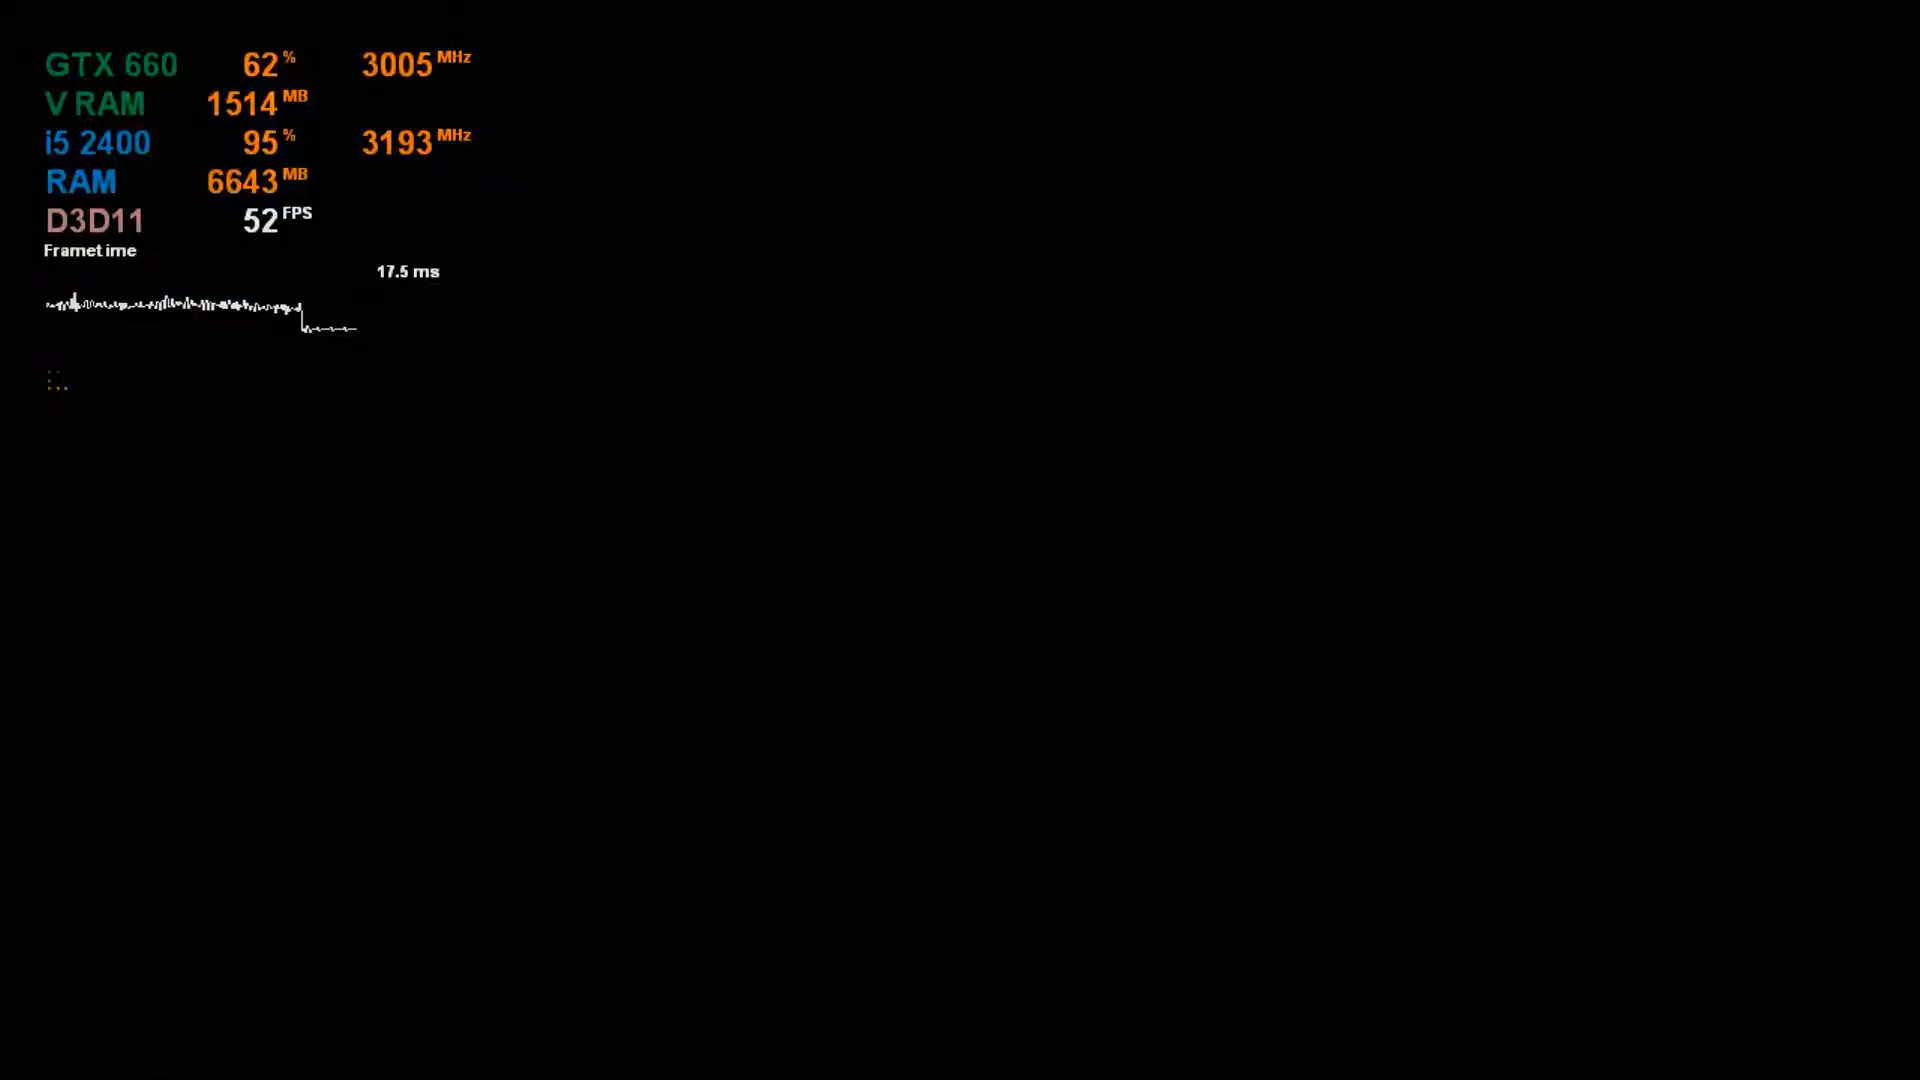 GTX 660 62 % 3005 MHz
V RAM 1514 MB
i5 2400 95 % 3193 MHz
RAM 6643 MB
D3D11 52 FPS
Frametime
17.5 ms